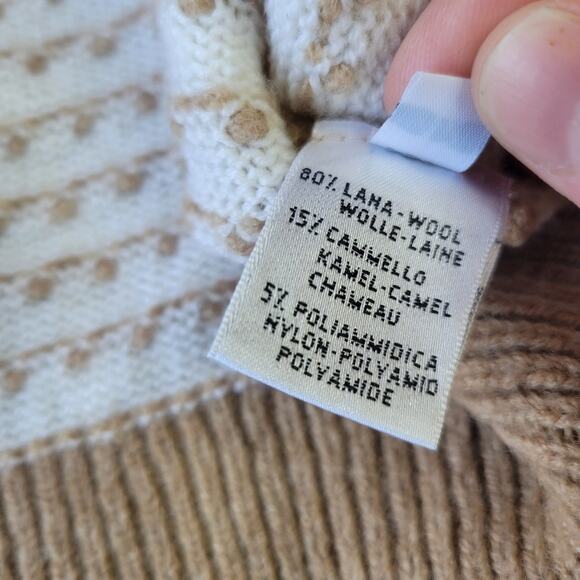 80% LANA-WOOL
WOLLE-LAINE
15% CAMMELLO
KAMEL-CAMEL
CHAMEAU
5% POLIAMMIDICA
NYLON-POLYAMID
POLYAMIDE